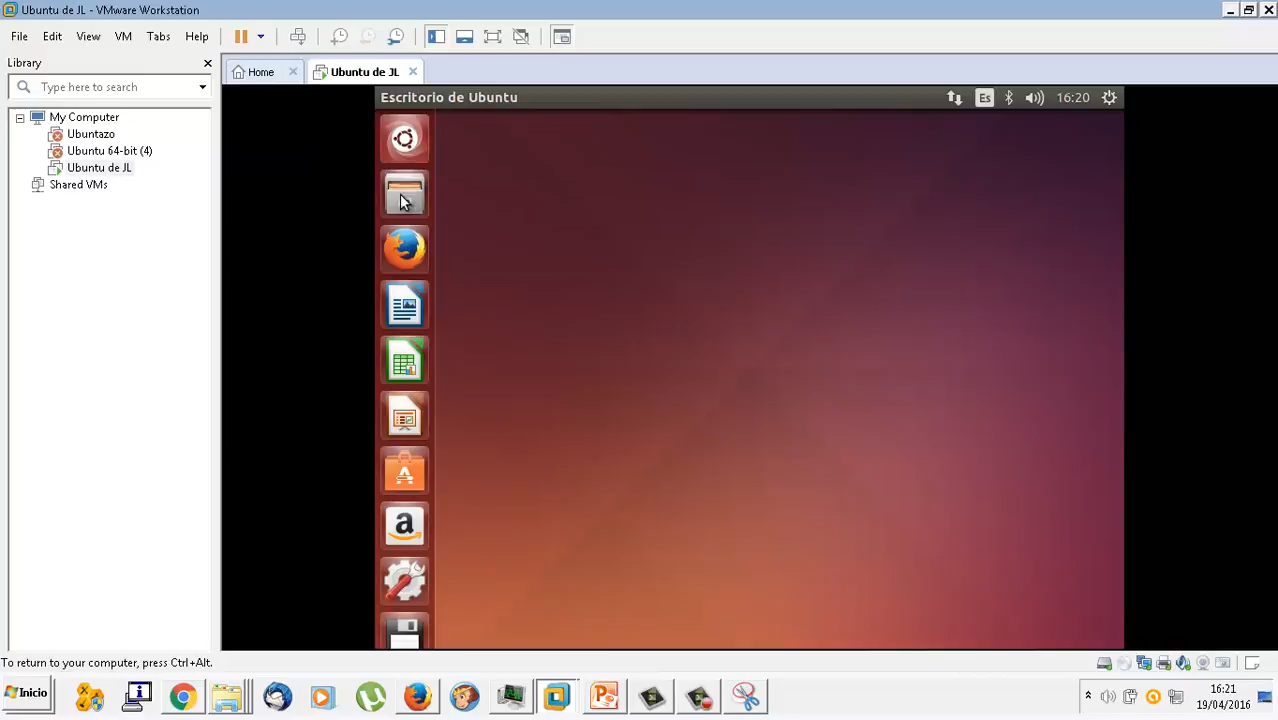 Ubuntu de JL - VMware Workstation
File Edit View VM Tabs Help
Library
Type here to search
Home
Ubuntu de JL
My Computer
Ubuntazo
Ubuntu 64-bit (4)
Ubuntu de JL
Shared VMs
Escritorio de Ubuntu
Es
16:20
To return to your computer, press Ctrl+Alt.
Inicio
16:21
19/04/2016